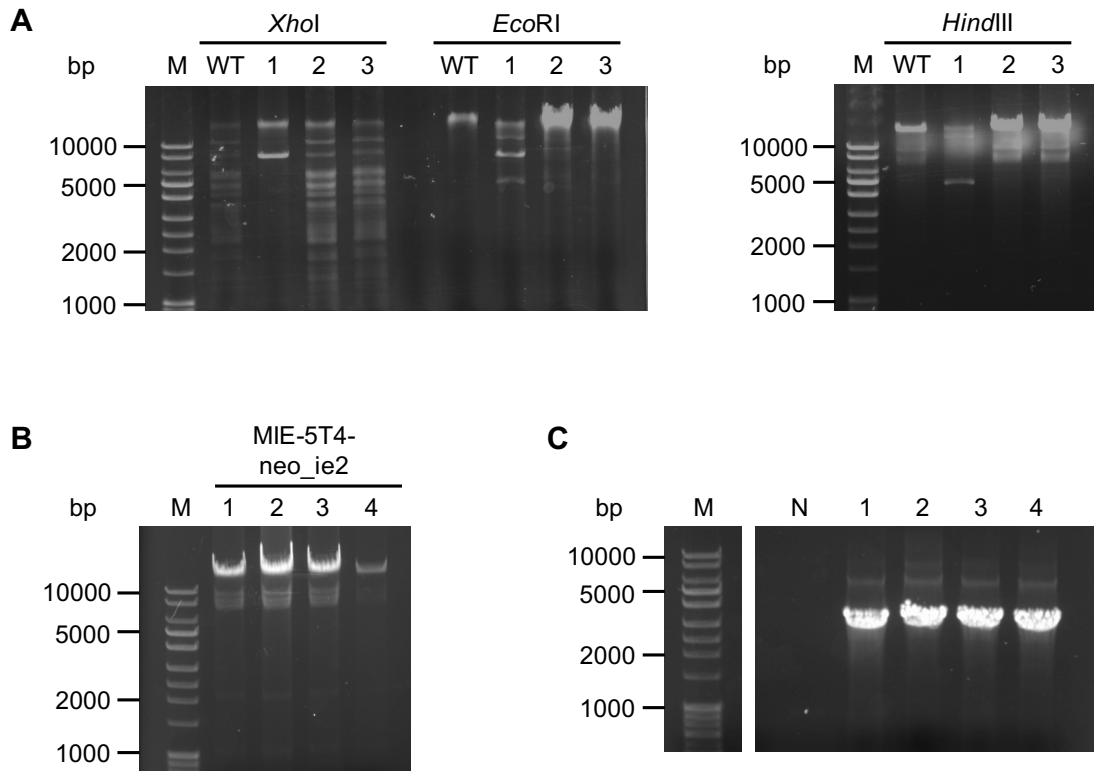 A
XhoI EcoRI HindIII
bp M WT 1 2 3 WT 1 2 3 M WT 1 2 3
10000 10000
5000 5000
2000 2000
1000 1000
B C
MIE-5T4-
neo_ie2
bp M 1 2 3 4 bp M N 1 2 3 4
10000 10000
5000 5000
2000 2000
1000 1000